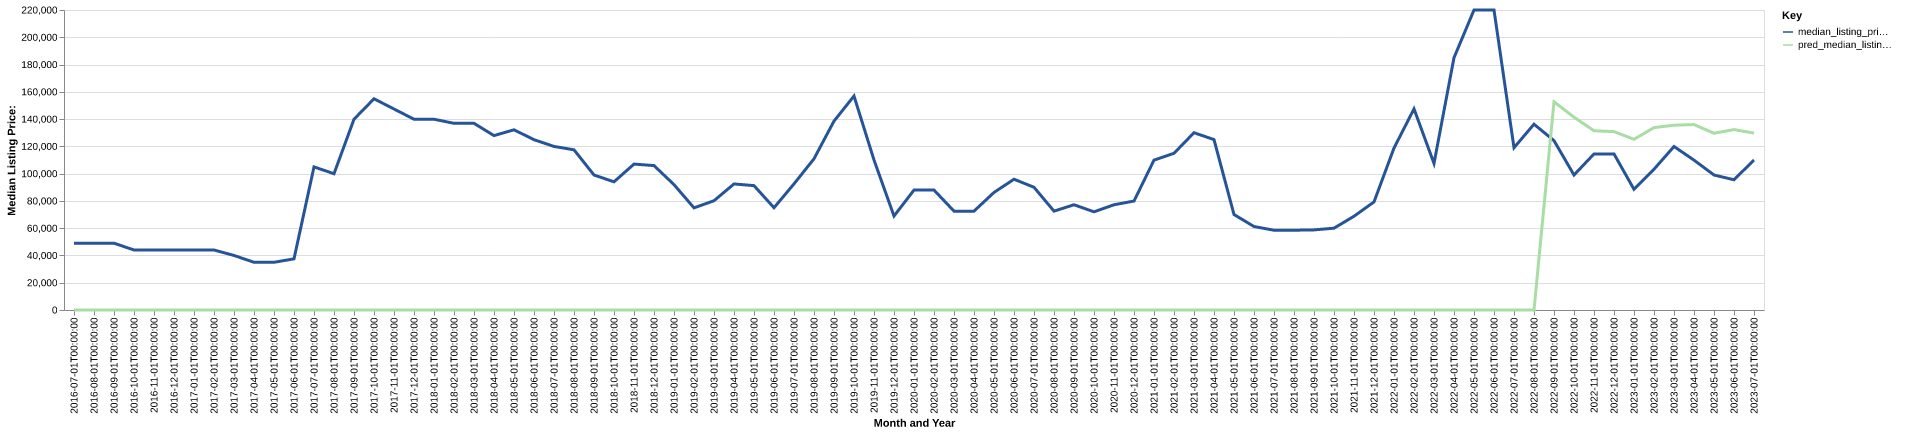 220,000
200,000
180,000
160,000
140,000
120,000
100,000
80,000
60,000
40,000
20,000
0
Median Listing Price:
2016-07-01T00:00:00
2016-08-01T00:00:00
2016-09-01T00:00:00
2016-10-01T00:00:00
2016-11-01T00:00:00
2016-12-01T00:00:00
2017-01-01T00:00:00
2017-02-01T00:00:00
2017-03-01T00:00:00
2017-04-01T00:00:00
2017-05-01T00:00:00
2017-06-01T00:00:00
2017-07-01T00:00:00
2017-08-01T00:00:00
2017-09-01T00:00:00
2017-10-01T00:00:00
2017-11-01T00:00:00
2017-12-01T00:00:00
2018-01-01T00:00:00
2018-02-01T00:00:00
2018-03-01T00:00:00
2018-04-01T00:00:00
2018-05-01T00:00:00
2018-06-01T00:00:00
2018-07-01T00:00:00
2018-08-01T00:00:00
2018-09-01T00:00:00
2018-10-01T00:00:00
2018-11-01T00:00:00
2018-12-01T00:00:00
2019-01-01T00:00:00
2019-02-01T00:00:00
2019-03-01T00:00:00
2019-04-01T00:00:00
2019-05-01T00:00:00
2019-06-01T00:00:00
2019-07-01T00:00:00
2019-08-01T00:00:00
2019-09-01T00:00:00
2019-10-01T00:00:00
2019-11-01T00:00:00
2019-12-01T00:00:00
2020-01-01T00:00:00
2020-02-01T00:00:00
2020-03-01T00:00:00
2020-04-01T00:00:00
2020-05-01T00:00:00
2020-06-01T00:00:00
2020-07-01T00:00:00
2020-08-01T00:00:00
2020-09-01T00:00:00
2020-10-01T00:00:00
2020-11-01T00:00:00
2020-12-01T00:00:00
2021-01-01T00:00:00
2021-02-01T00:00:00
2021-03-01T00:00:00
2021-04-01T00:00:00
2021-05-01T00:00:00
2021-06-01T00:00:00
2021-07-01T00:00:00
2021-08-01T00:00:00
2021-09-01T00:00:00
2021-10-01T00:00:00
2021-11-01T00:00:00
2021-12-01T00:00:00
2022-01-01T00:00:00
2022-02-01T00:00:00
2022-03-01T00:00:00
2022-04-01T00:00:00
2022-05-01T00:00:00
2022-06-01T00:00:00
2022-07-01T00:00:00
2022-08-01T00:00:00
2022-09-01T00:00:00
2022-10-01T00:00:00
2022-11-01T00:00:00
2022-12-01T00:00:00
2023-01-01T00:00:00
2023-02-01T00:00:00
2023-03-01T00:00:00
2023-04-01T00:00:00
2023-05-01T00:00:00
2023-06-01T00:00:00
2023-07-01T00:00:00
Month and Year
Key
median_listing_pri…
pred_median_listin…